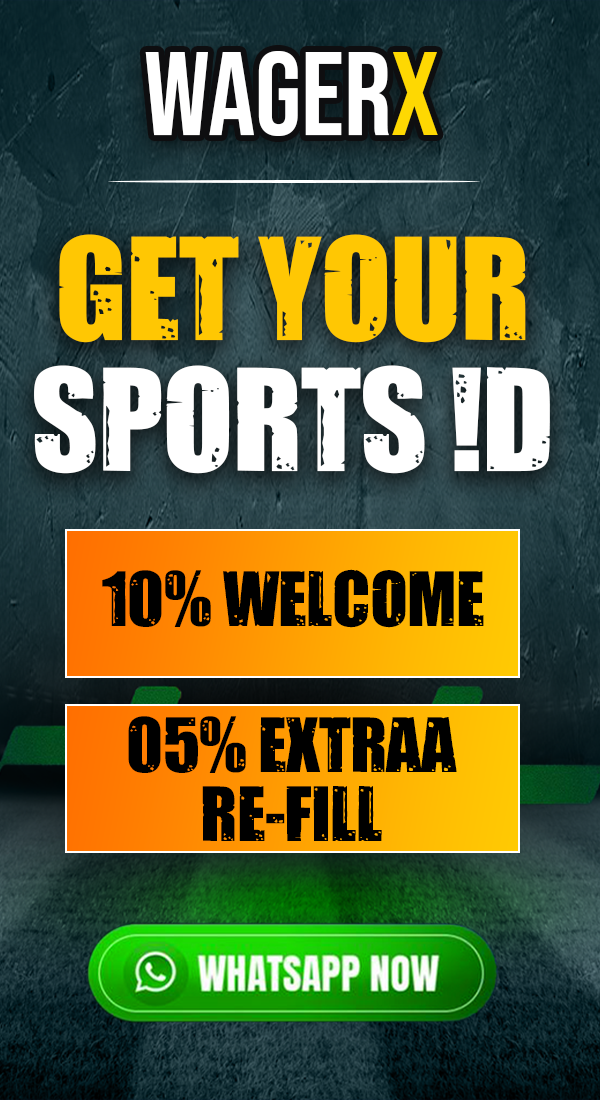 WAGERX
GET YOUR
SPORTS !D
10% WELCOME
05% EXTRAA
RE-FILL
WHATSAPP NOW